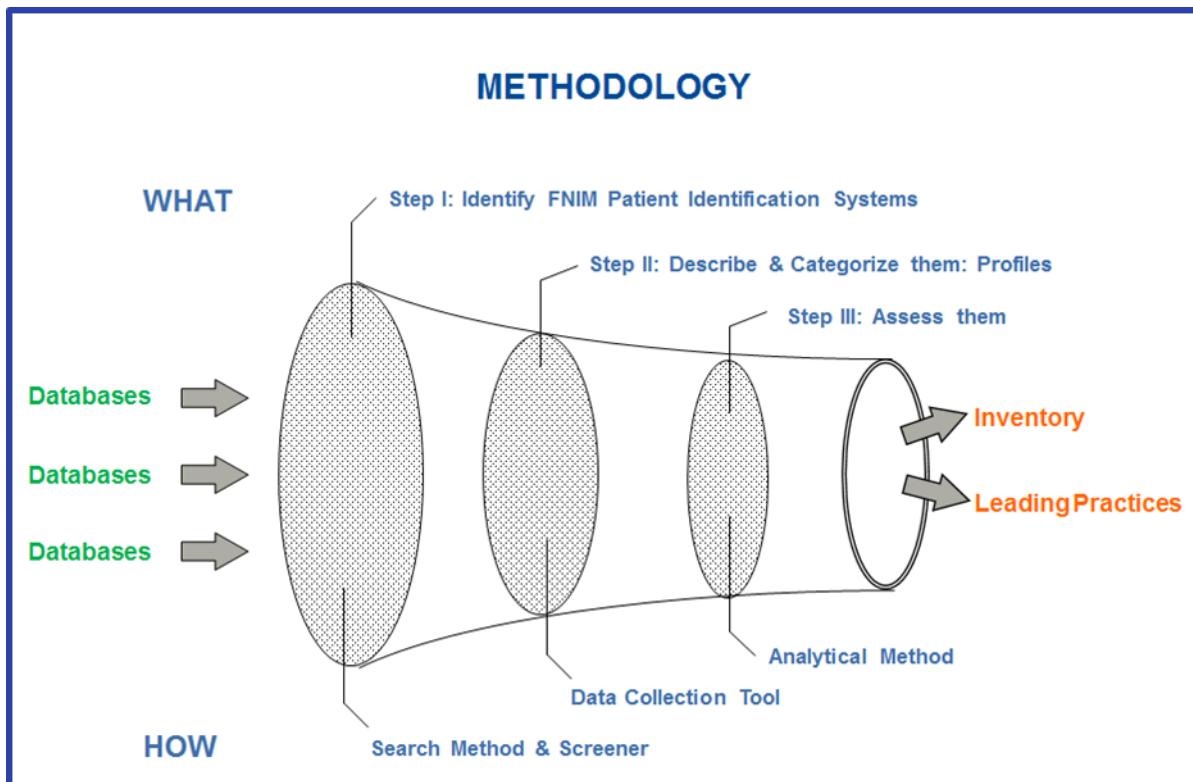 METHODOLOGY
WHAT
Step I: Identify FNIM Patient Identification Systems
Step II: Describe & Categorize them: Profiles
Step III: Assess them
Databases
Databases
Databases
Inventory
Leading Practices
Analytical Method
Data Collection Tool
Search Method & Screener
HOW